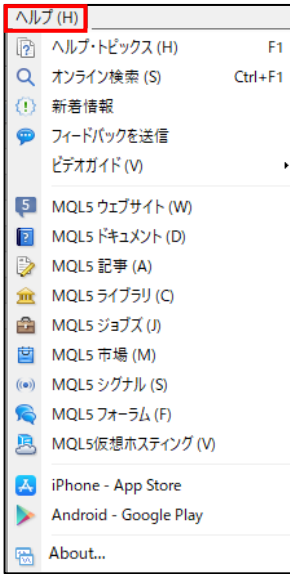 ヘルプ (H)
ヘルプ・トピックス (H) F1
オンライン検索 (S) Ctrl+F1
新着情報
フィードバックを送信
ビデオガイド (V)
5 MQL5 ウェブサイト (W)
MQL5 ドキュメント (D)
MQL5 記事 (A)
MQL5 ライブラリ (C)
MQL5 ジョブズ (J)
MQL5 市場 (M)
MQL5 シグナル (S)
MQL5 フォーラム (F)
MQL5仮想ホスティング (V)
iPhone - App Store
Android - Google Play
About...